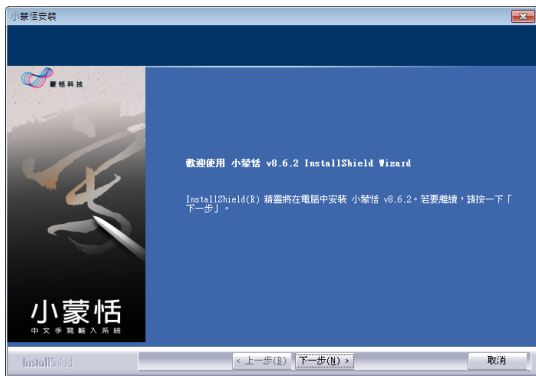 小蒙恬安裝
蒙恬科技
歡迎使用 小蒙恬 v8.6.2 InstallShield Wizard
InstallShield(R) 精靈將在電腦中安裝 小蒙恬 v8.6.2。若要繼續，請按一下「
下一步」。
小蒙恬
中文手寫輸入系統
InstallShield
< 上一步(B)
下一步(N) >
取消